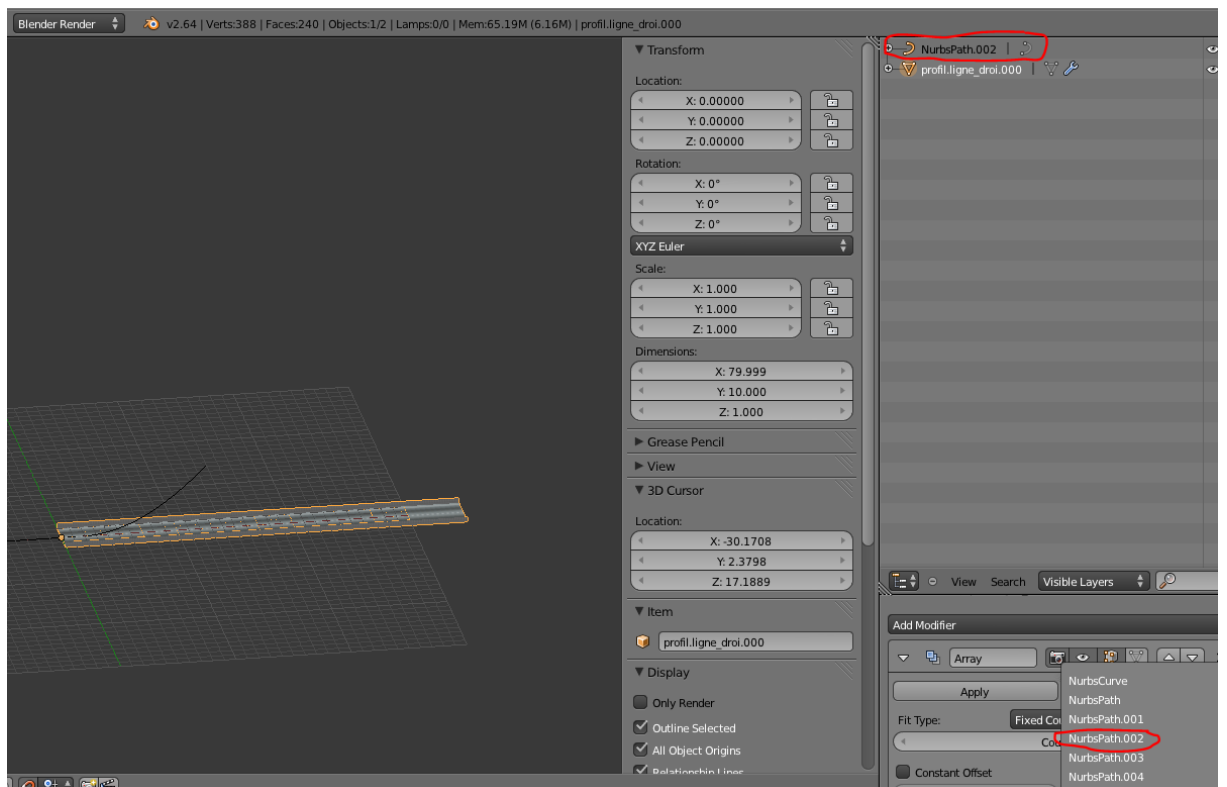 Blender Render
v2.64 | Verts:388 | Faces:240 | Objects:1/2 | Lamps:0/0 | Mem:65.19M (6.16M) | profil.ligne_droi.000
Transform
Location:
X: 0.00000
Y: 0.00000
Z: 0.00000
Rotation:
X: 0°
Y: 0°
Z: 0°
XYZ Euler
Scale:
X: 1.000
Y: 1.000
Z: 1.000
Dimensions:
X: 79.999
Y: 10.000
Z: 1.000
Grease Pencil
View
3D Cursor
Location:
X: -30.1708
Y: 2.3798
Z: 17.1889
Item
profil.ligne_droi.000
Display
Only Render
Outline Selected
All Object Origins
Relationship Lines
NurbsPath.002
profil.ligne_droi.000
View Search Visible Layers
Add Modifier
Array
Apply
Fit Type: Fixed Cou
Cou
Constant Offset
NurbsCurve
NurbsPath
NurbsPath.001
NurbsPath.002
NurbsPath.003
NurbsPath.004